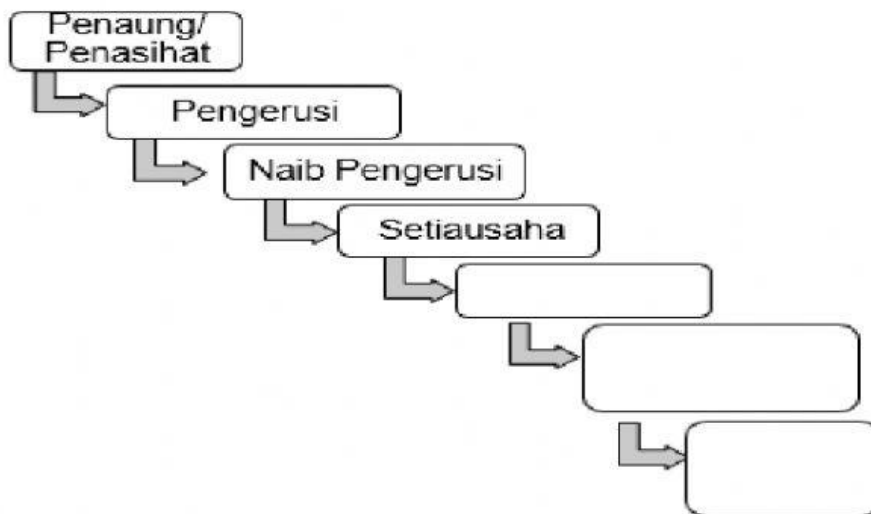 Penaung/
Penasihat
Pengerusi
Naib Pengerusi
Setiausaha